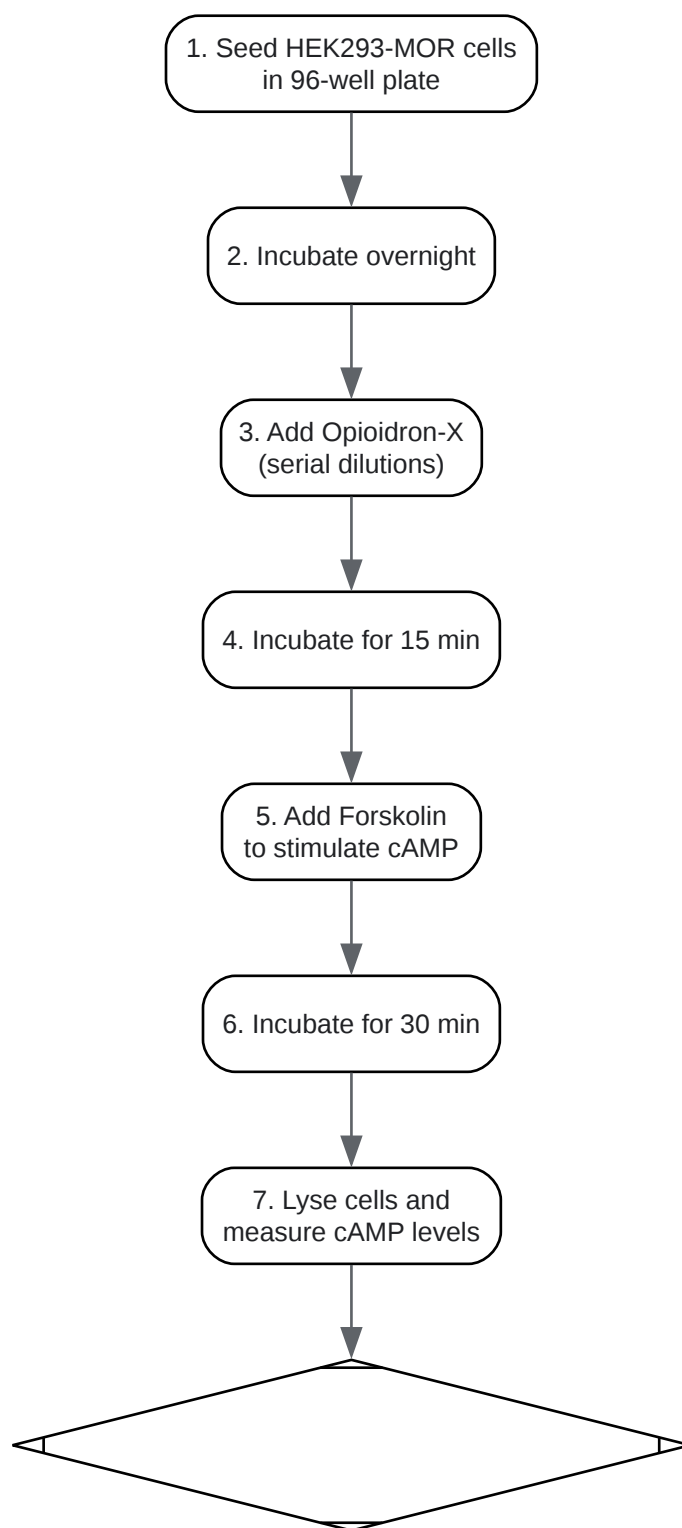 1. Seed HEK293-MOR cells
in 96-well plate
2. Incubate overnight
3. Add Opioidron-X
(serial dilutions)
4. Incubate for 15 min
5. Add Forskolin
to stimulate cAMP
6. Incubate for 30 min
7. Lyse cells and
measure cAMP levels